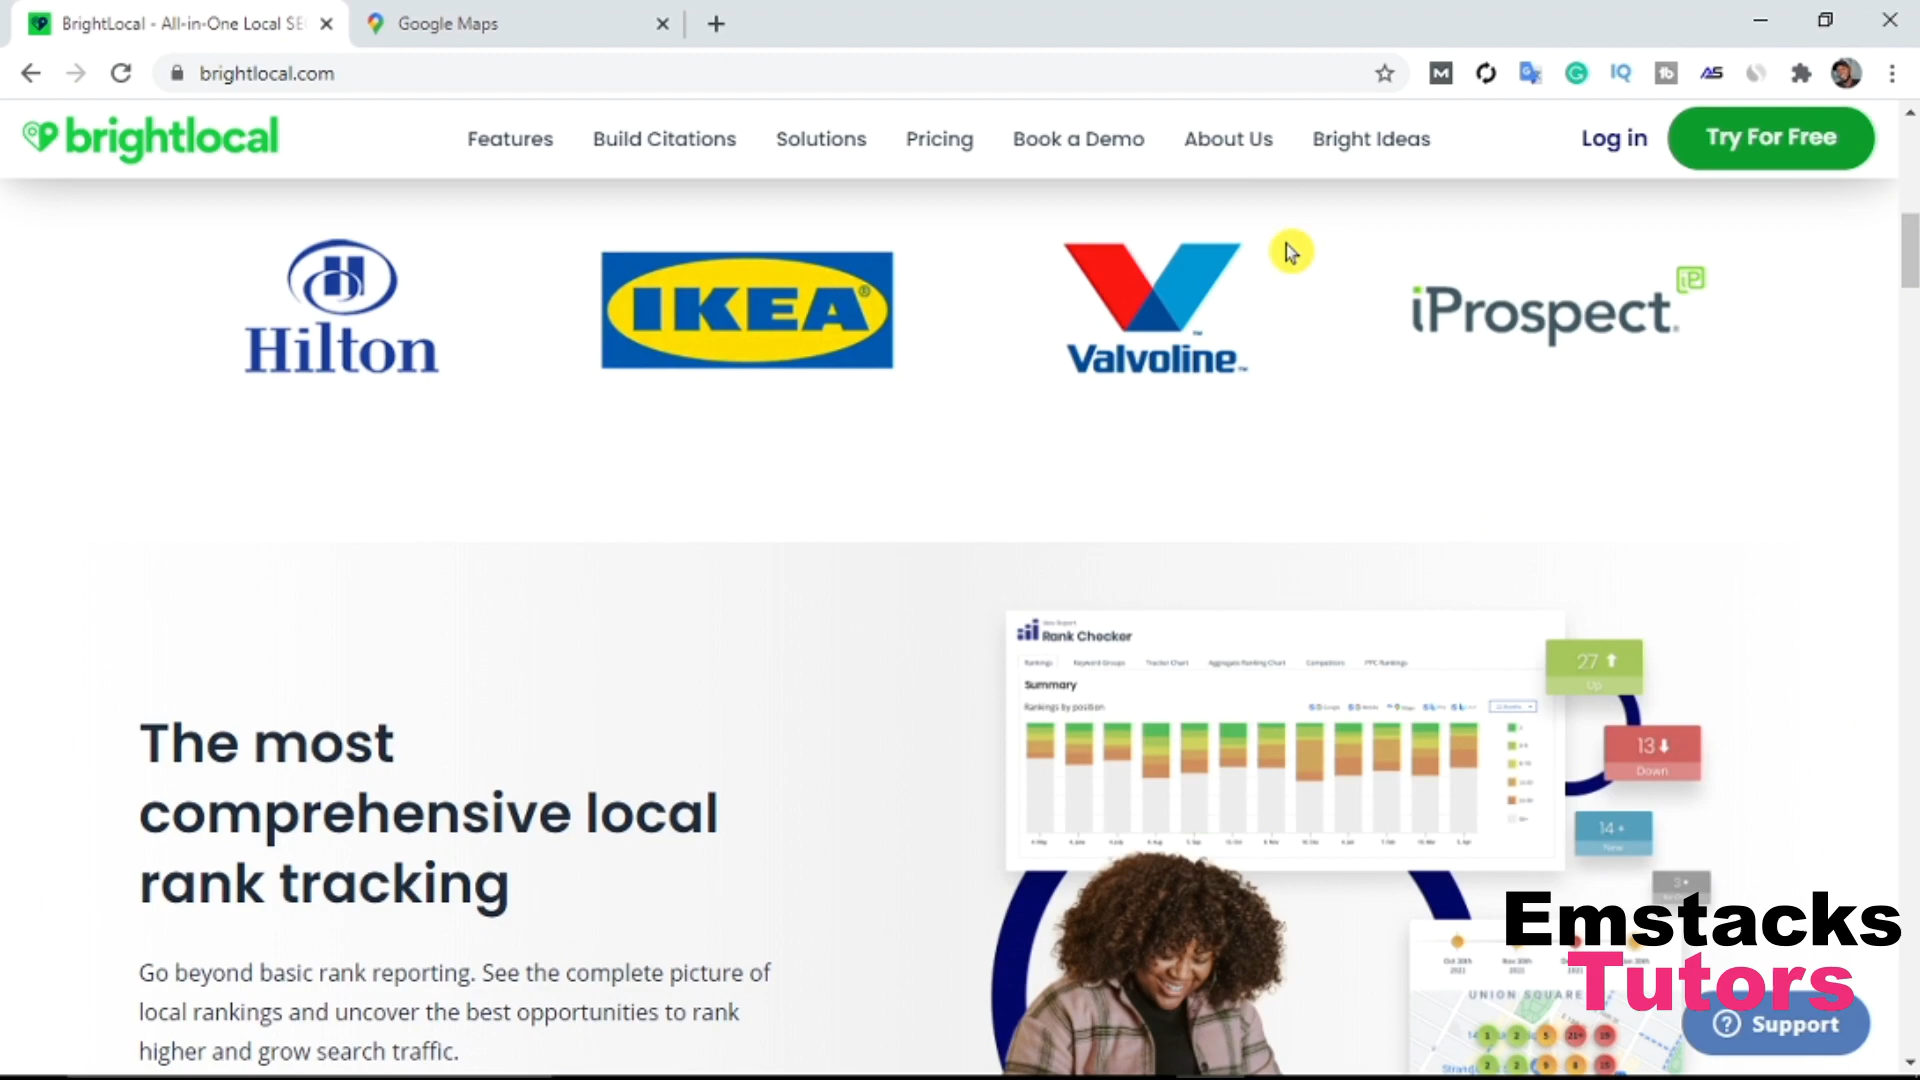 BrightLocal - All-in-One Local SE
Google Maps
brightlocal.com
brightlocal
Features
Build Citations
Solutions
Pricing
Book a Demo
About Us
Bright Ideas
Log in
Try For Free
Hilton
IKEA®
Valvoline™
iProspect.
iP
The most
comprehensive local
rank tracking
Go beyond basic rank reporting. See the complete picture of
local rankings and uncover the best opportunities to rank
higher and grow search traffic.
Rank Checker
Rankings
Keyword Groups
Tracker Chart
Aggregate Ranking Chart
Competitors
PPC Rankings
Summary
Rankings by position
27
Up
13
Down
14
New
3
UNION SQUARE
Emstacks
Tutors
Support